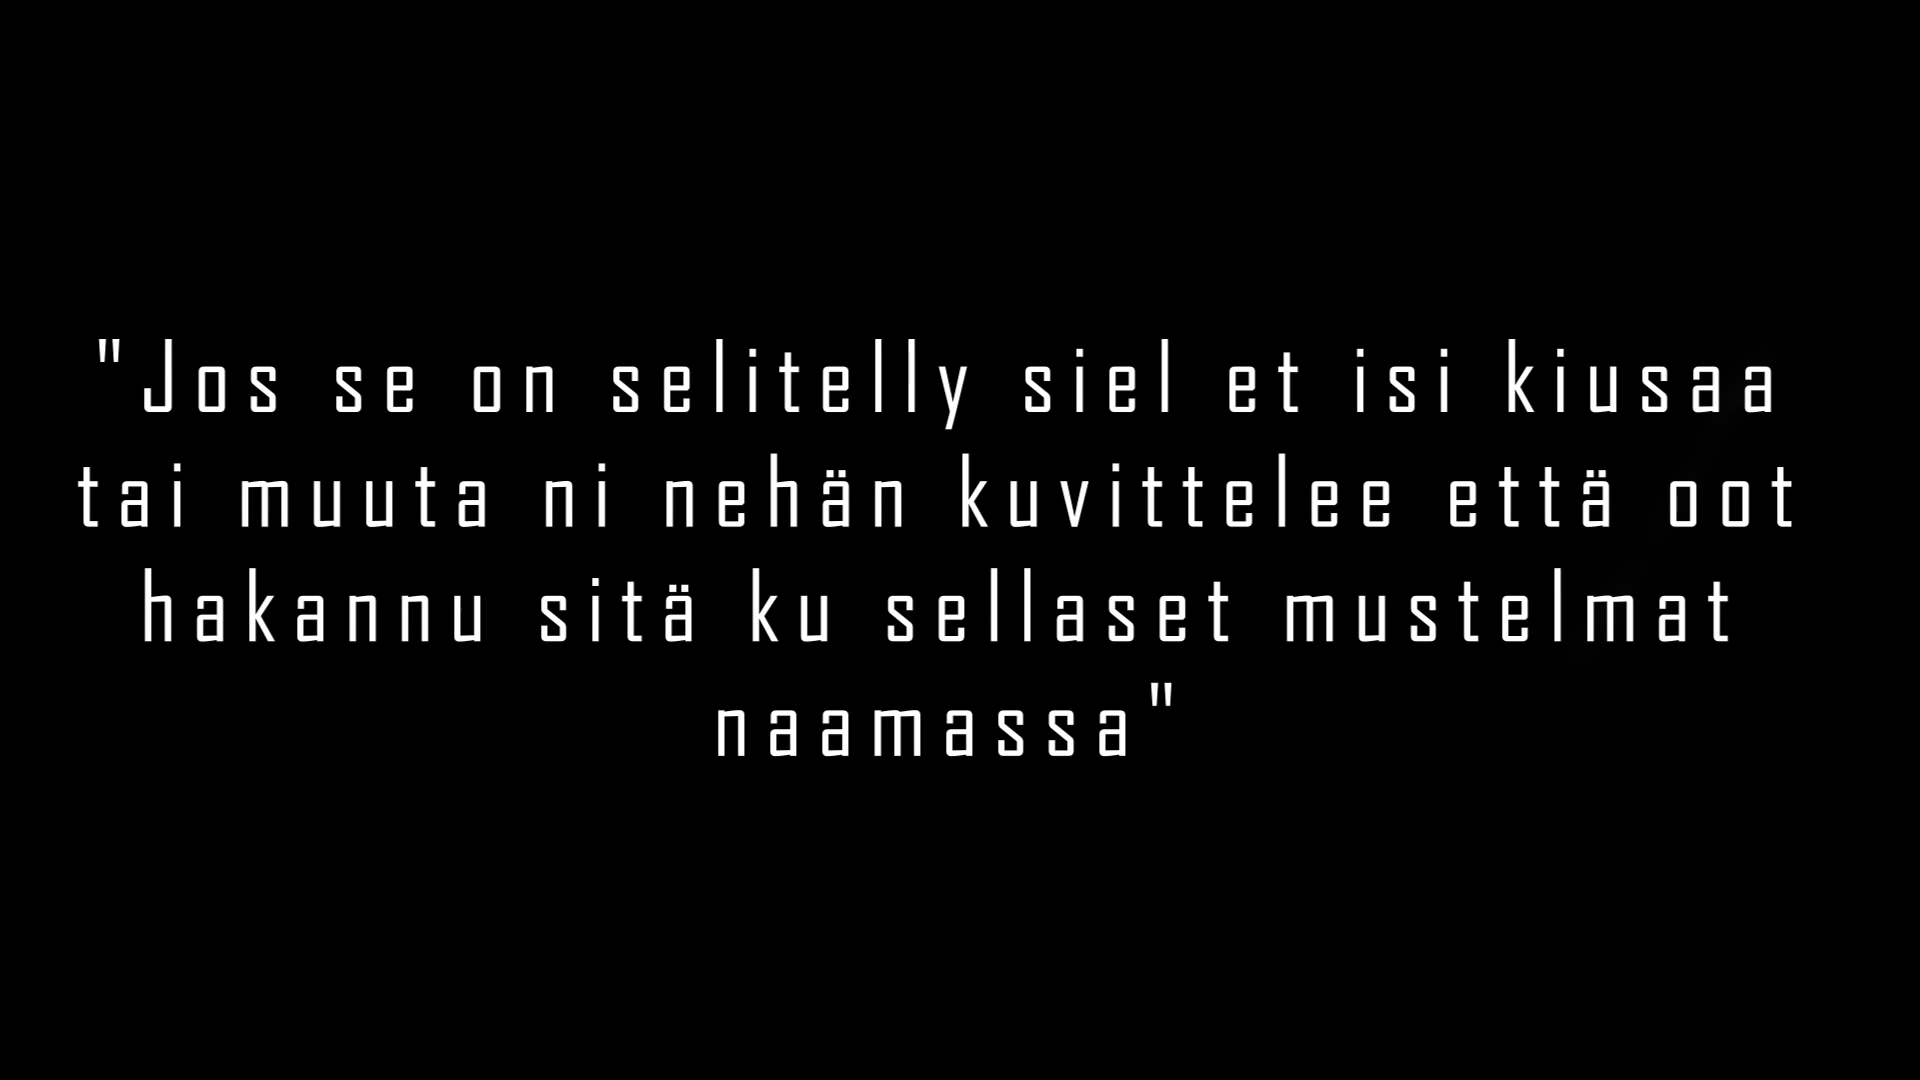 "Jos se on selitelly siel et isi kiusaa
tai muuta ni nehän kuvittelee että oot
hakannu sitä ku sellaset mustelmat
naamassa"